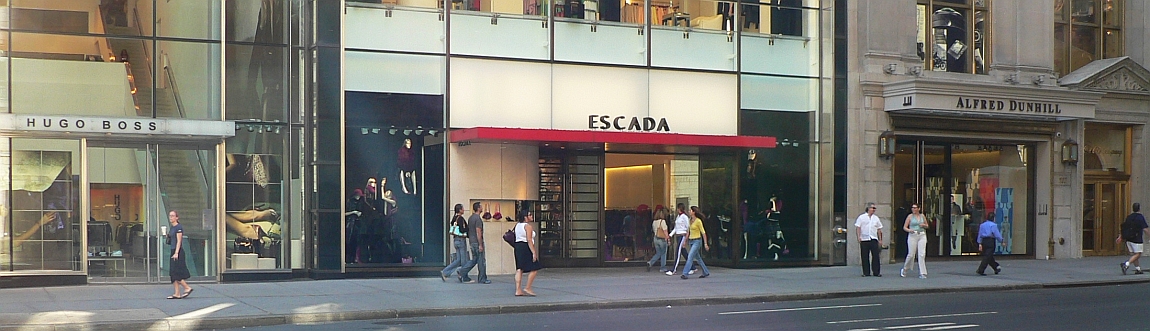 HUGO BOSS
ESCADA
ALFRED DUNHILL